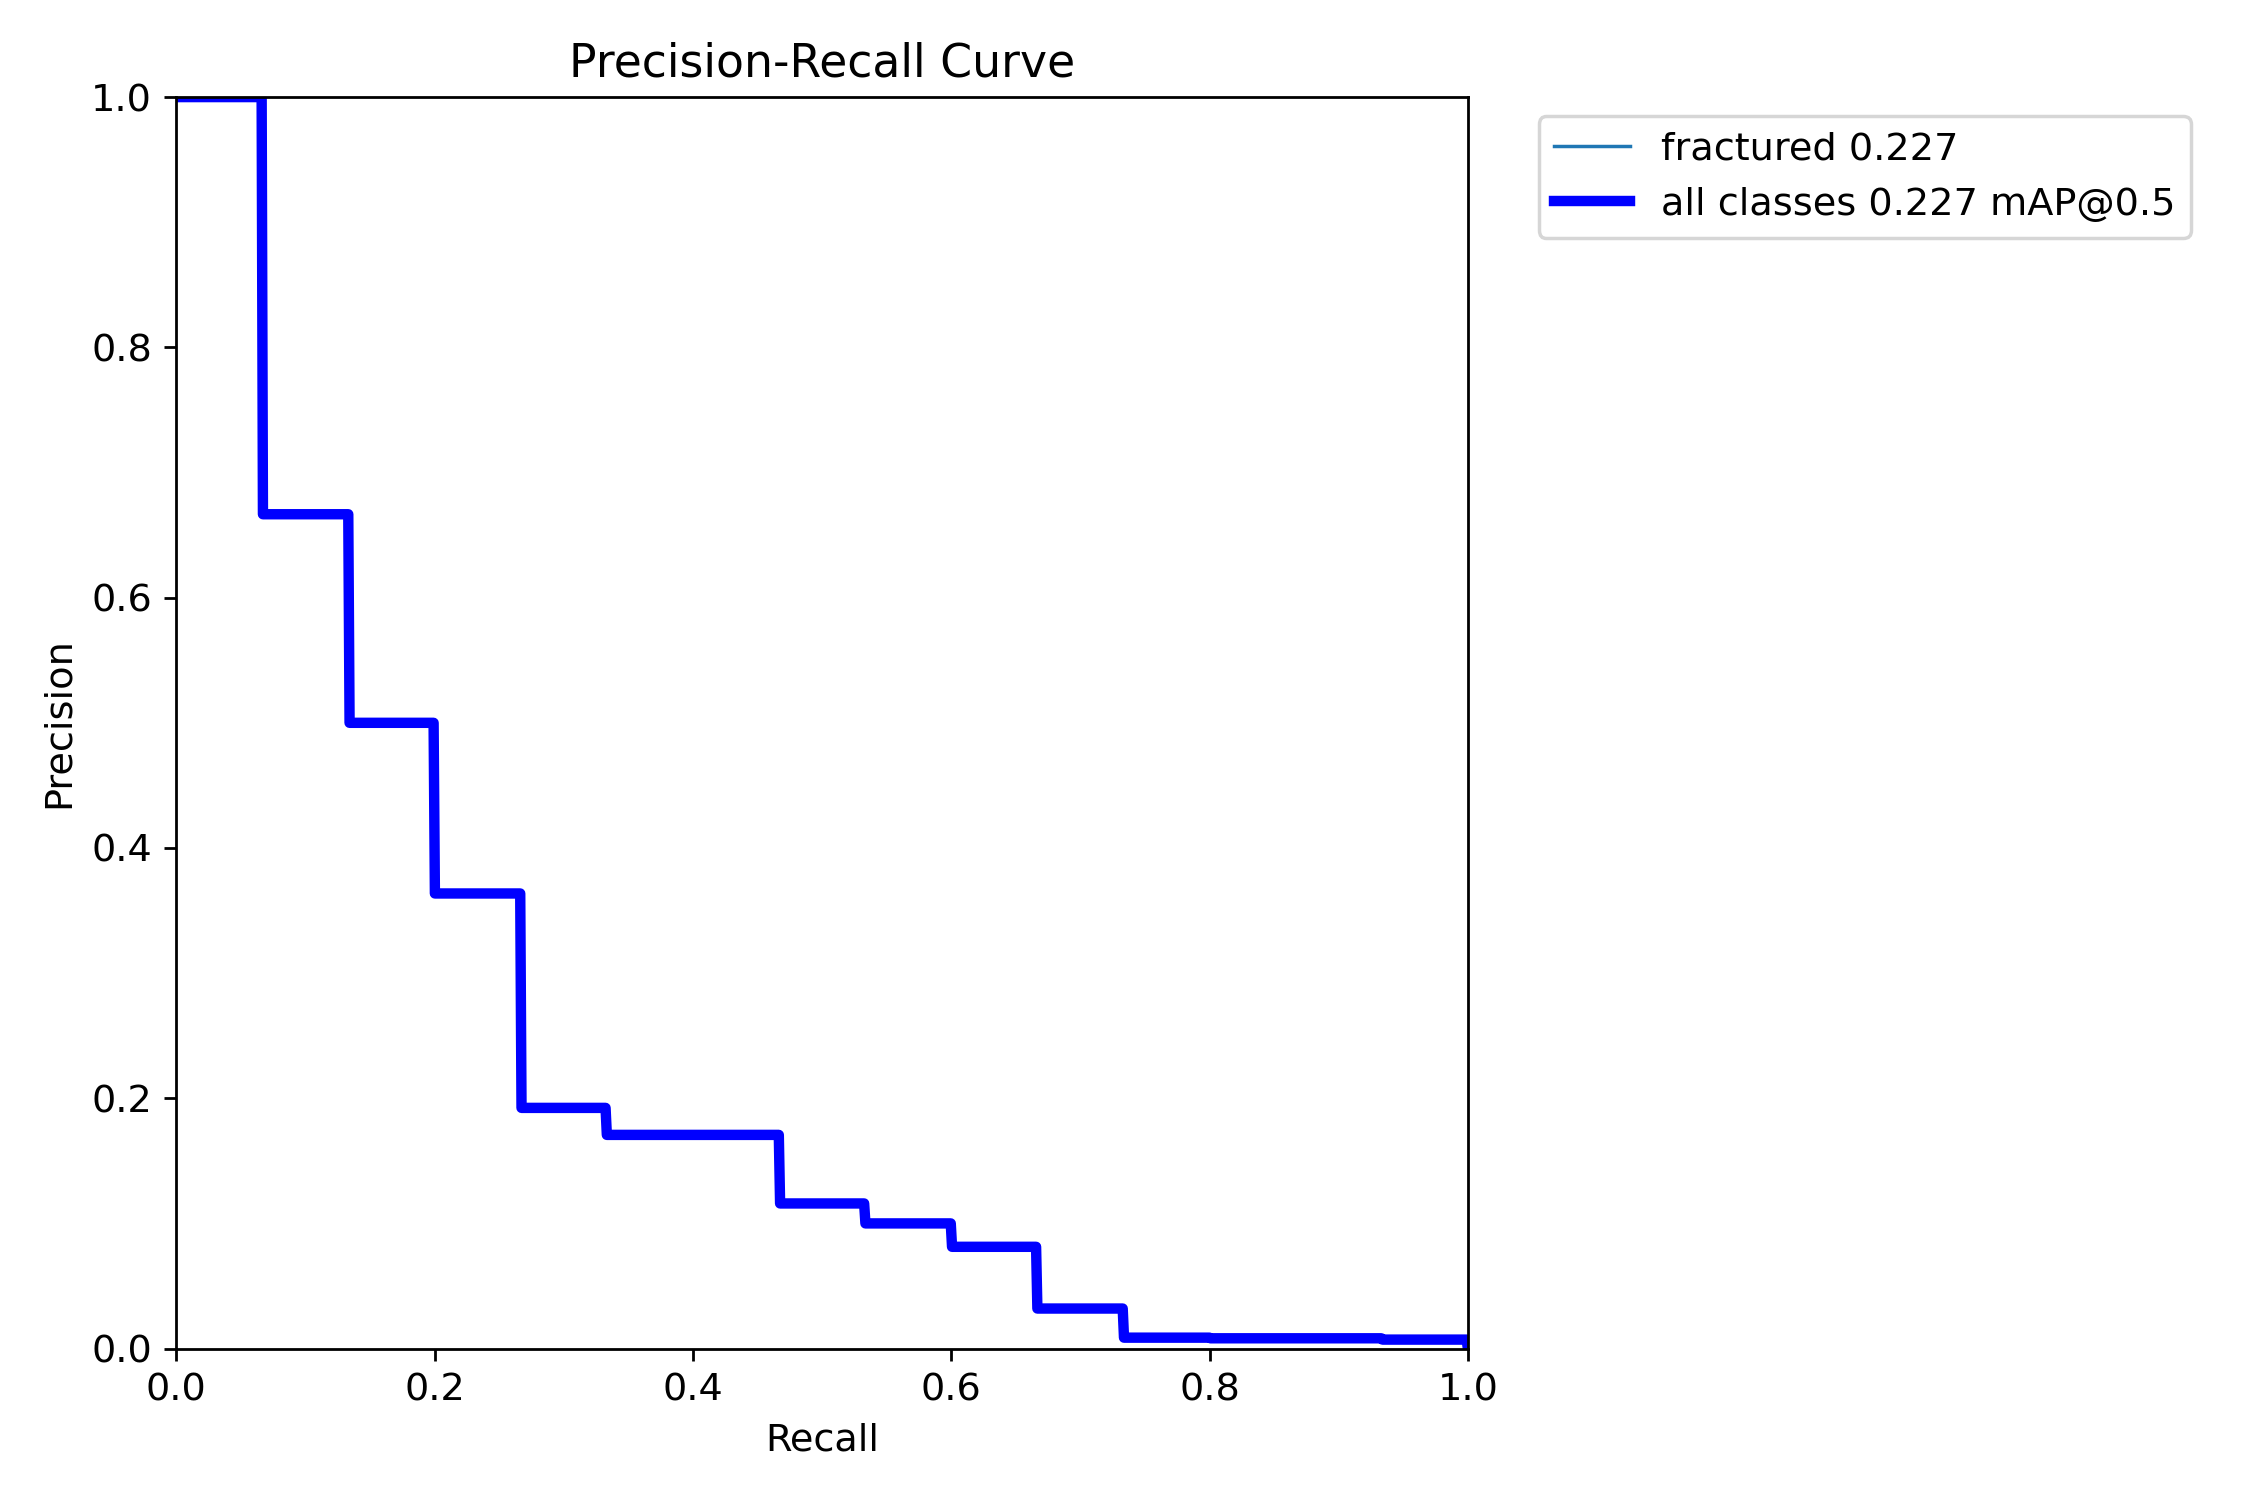 Precision-Recall Curve
fractured 0.227
all classes 0.227 mAP@0.5
Precision
1.0
0.8
0.6
0.4
0.2
0.0
0.0 0.2 0.4 0.6 0.8 1.0
Recall